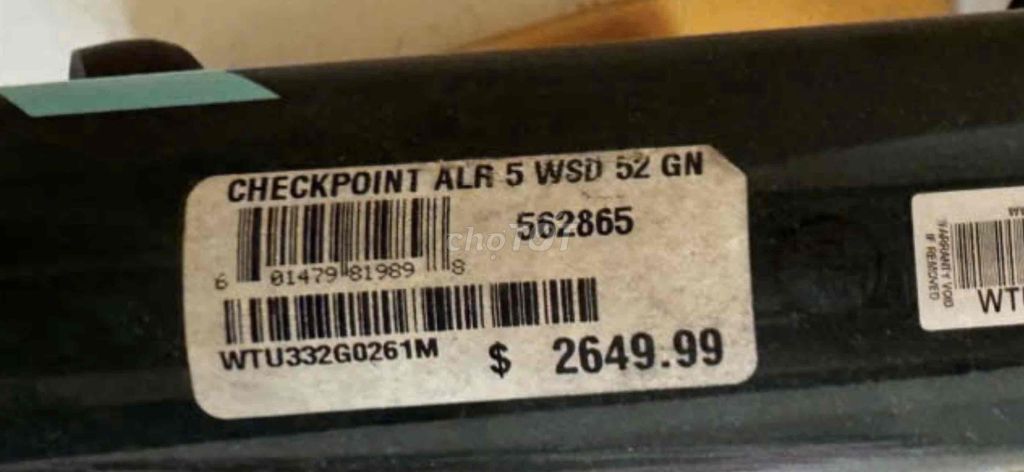 CHECKPOINT ALR 5 WSD 52 GN
562865
chợTỐT
6 01479 81989 8
WTU332G0261M
$ 2649.99
WARRANTY VOID
IF REMOVED